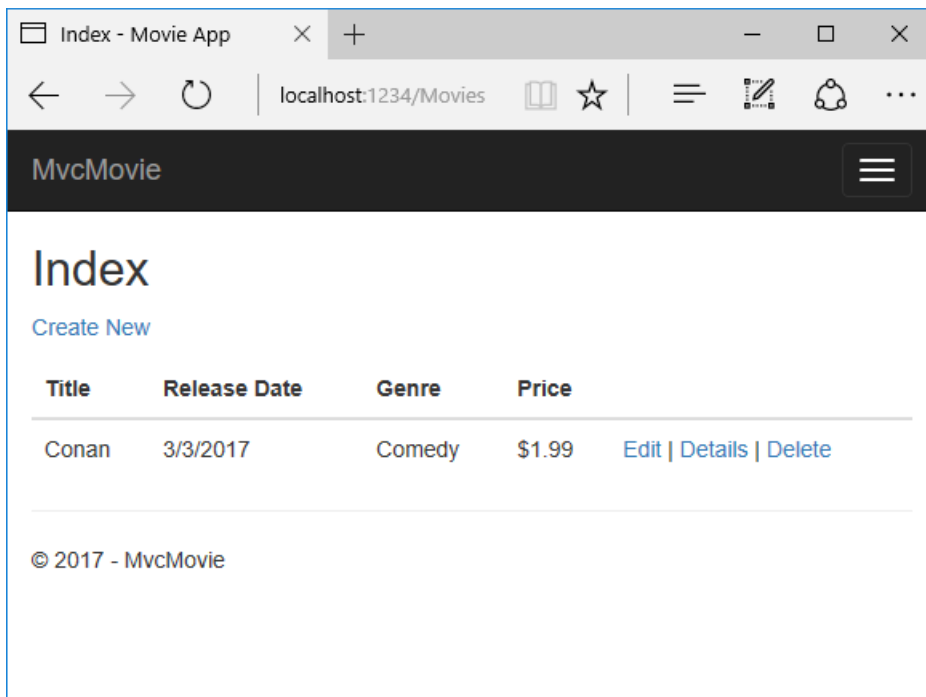 Index - Movie App
localhost:1234/Movies
MvcMovie
Index
Create New
Title Release Date Genre Price
Conan 3/3/2017 Comedy $1.99 Edit | Details | Delete
© 2017 - MvcMovie